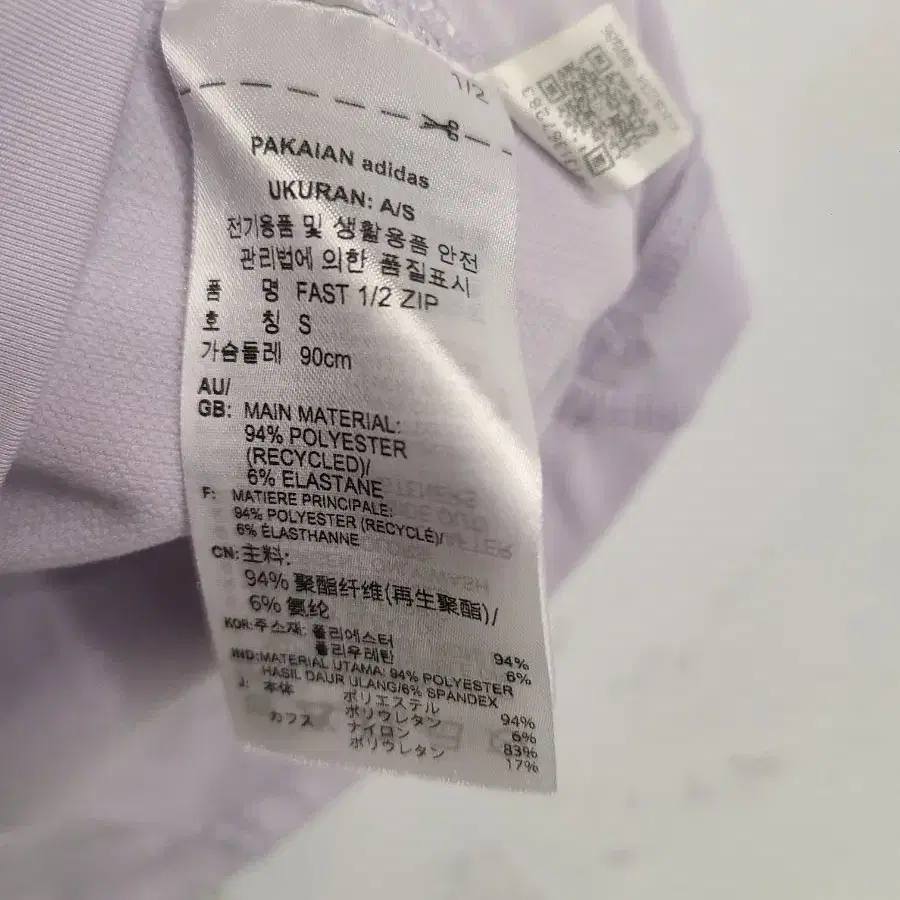 1/2
PAKAIAN adidas
UKURAN: A/S
전기용품 및 생활용품 안전
관리법에 의한 품질표시
품 명 FAST 1/2 ZIP
호 칭 S
가슴둘레 90cm
AU/
GB: MAIN MATERIAL:
94% POLYESTER
(RECYCLED)/
6% ELASTANE
F: MATIERE PRINCIPALE:
94% POLYESTER (RECYCLÉ)/
6% ÉLASTHANNE
CN: 主料:
94% 聚酯纤维(再生聚酯)/
6% 氨纶
KOR: 주소재: 폴리에스터 94%
폴리우레탄 6%
IND: MATERIAL UTAMA: 94% POLYESTER
HASIL DAUR ULANG/6% SPANDEX
J: 本体 ポリエステル 94%
ポリウレタン 6%
カフス ナイロン 83%
ポリウレタン 17%